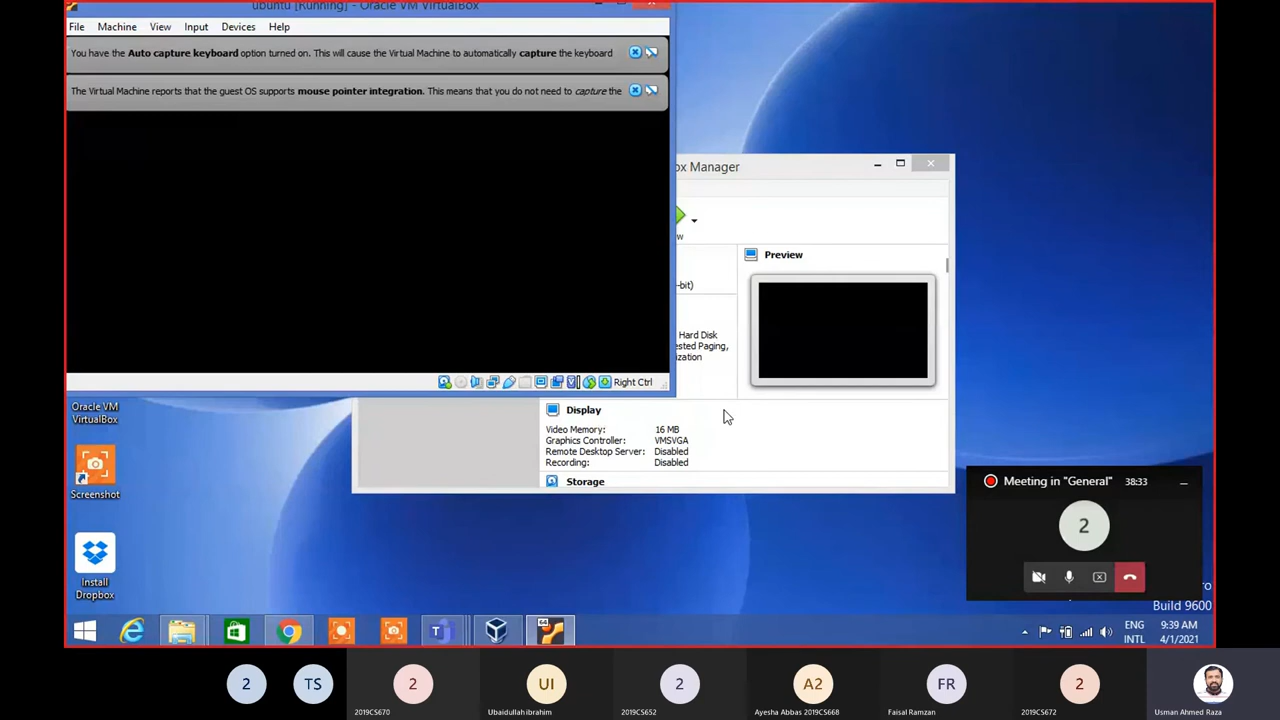 ubuntu [Running] - Oracle VM VirtualBox
File Machine View Input Devices Help
You have the Auto capture keyboard option turned on. This will cause the Virtual Machine to automatically capture the keyboard
The Virtual Machine reports that the guest OS supports mouse pointer integration. This means that you do not need to capture the
ox Manager
w
Preview
-bit)
Hard Disk
ested Paging,
ization
Right Ctrl
Display
Video Memory: 16 MB
Graphics Controller: VMSVGA
Remote Desktop Server: Disabled
Recording: Disabled
Storage
Oracle VM
VirtualBox
Screenshot
Install
Dropbox
Meeting in "General" 38:33
2
ro
Build 9600
64
ENG
INTL
9:39 AM
4/1/2021
2
TS
2
2019CS670
UI
Ubaidullah ibrahim
2
2019CS652
A2
Ayesha Abbas 2019CS668
FR
Faisal Ramzan
2
2019CS672
Usman Ahmed Raza